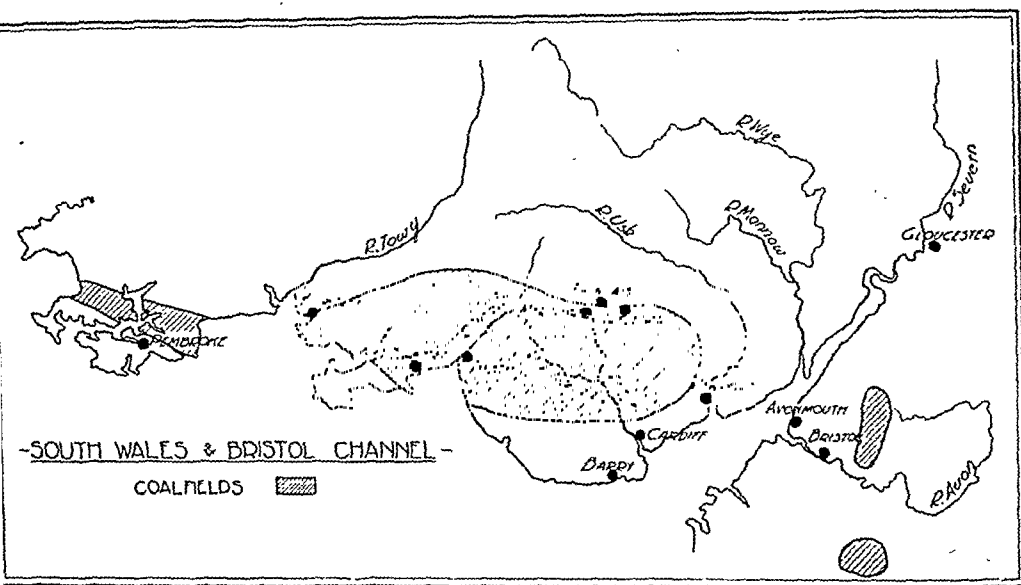 R. Wye
R. Severn
R. Monnow
R. Usk
GLOUCESTER
R. Towy
PEMBROKE
AVONMOUTH
BRISTOL
CARDIFF
-SOUTH WALES & BRISTOL CHANNEL-
BARRY
COALFIELDS
R. Avon